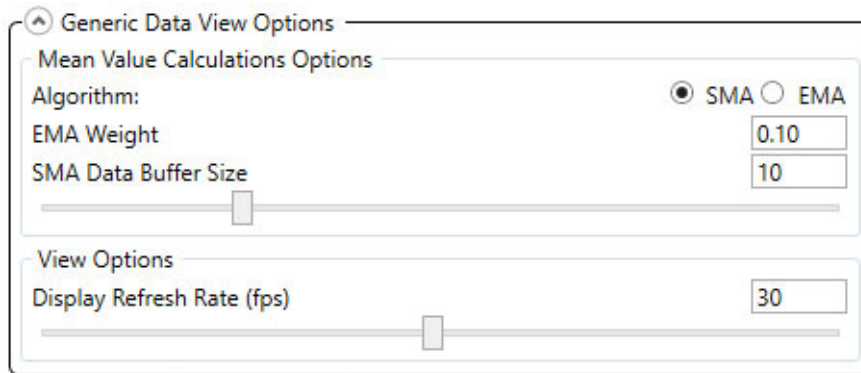 Generic Data View Options
Mean Value Calculations Options
Algorithm: SMA EMA
EMA Weight 0.10
SMA Data Buffer Size 10
View Options
Display Refresh Rate (fps) 30